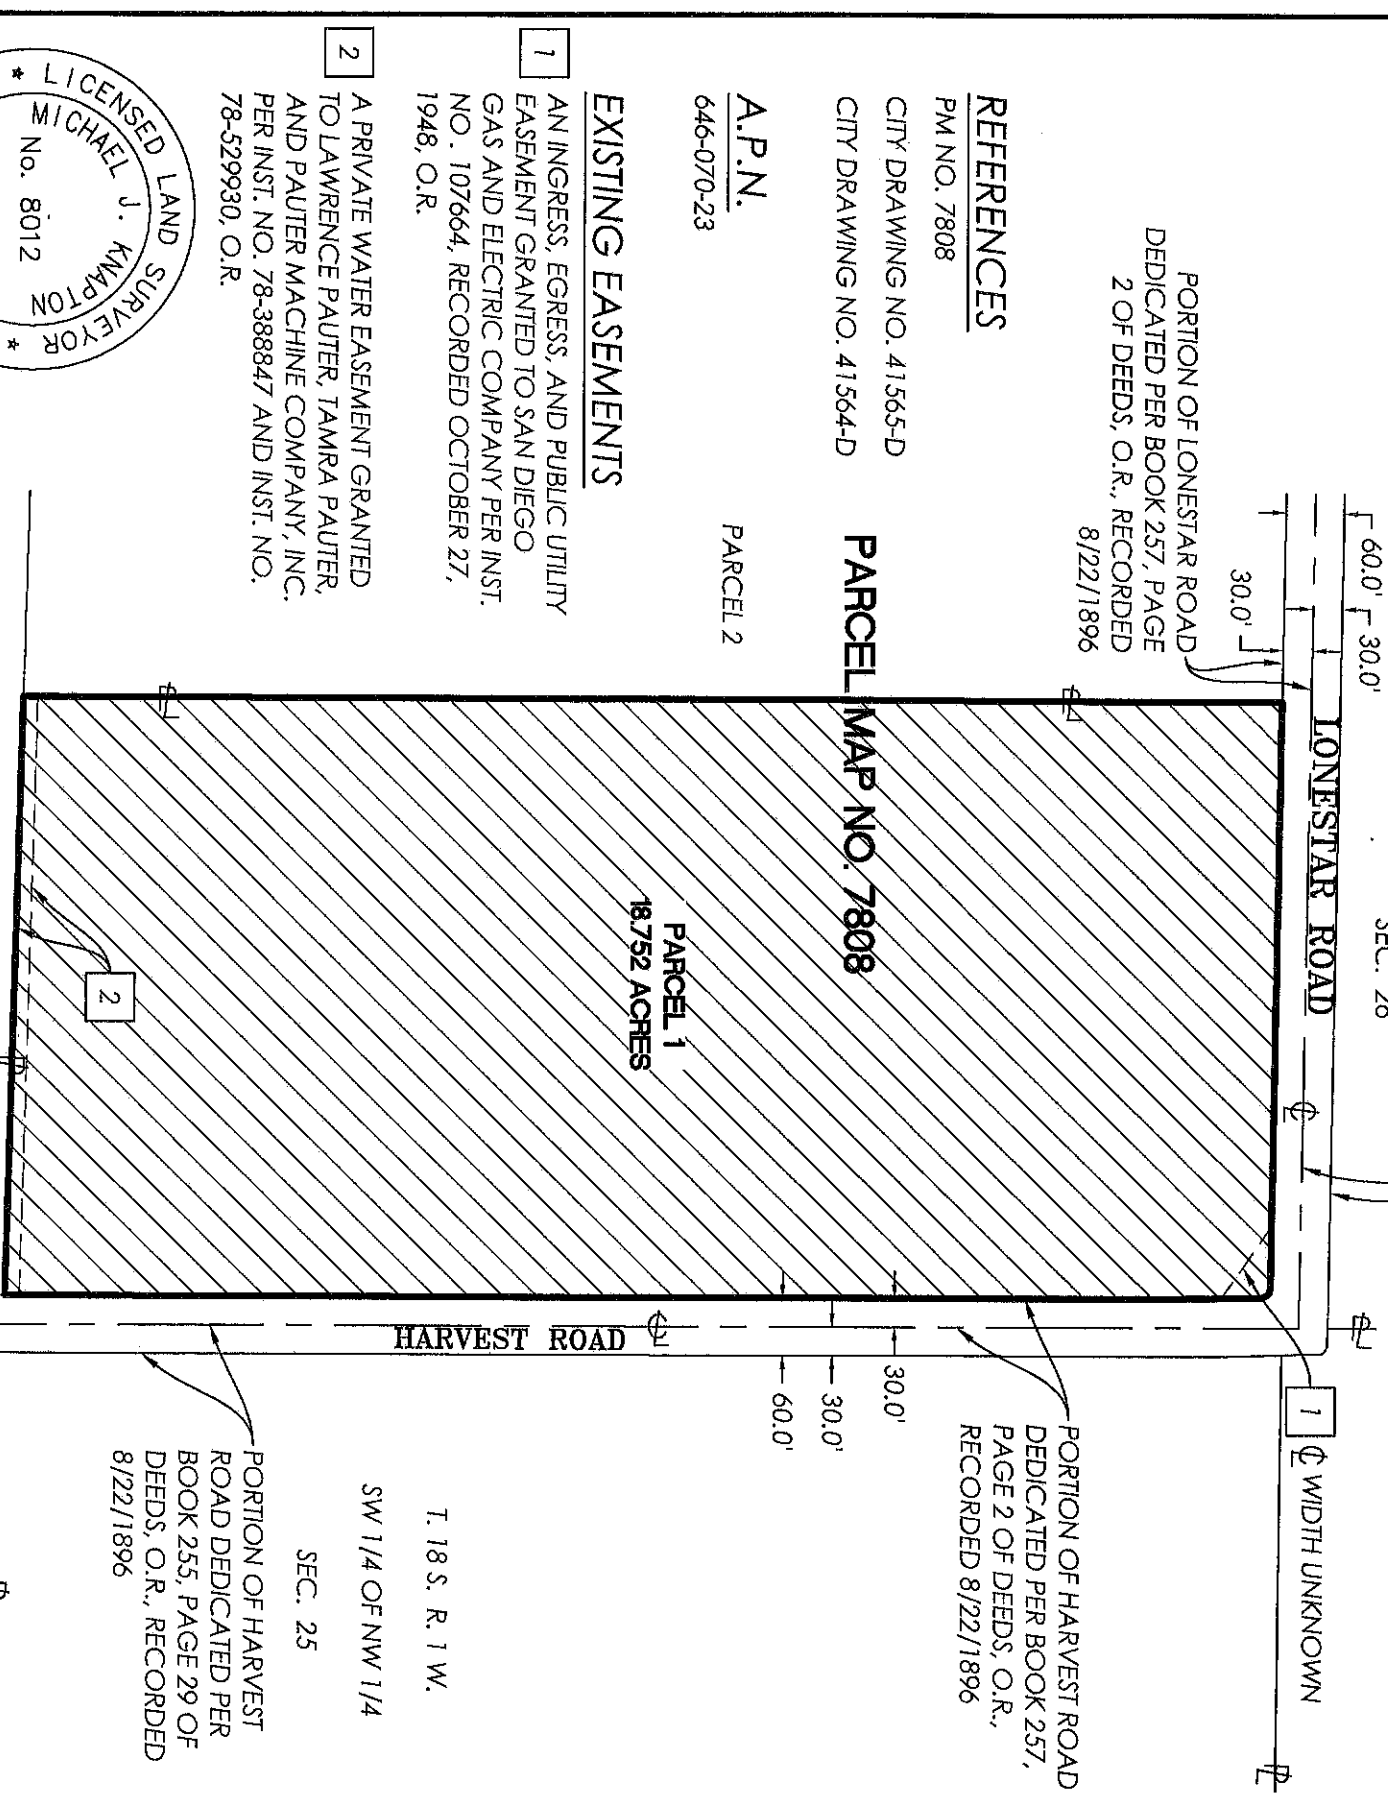 SEC. 26
60.0'
30.0'
30.0'
LONESTAR ROAD
PORTION OF LONESTAR ROAD
DEDICATED PER BOOK 257, PAGE
2 OF DEEDS, O.R., RECORDED
8/22/1896
REFERENCES
PM NO. 7808
CITY DRAWING NO. 41565-D
CITY DRAWING NO. 41564-D
A.P.N.
646-070-23
EXISTING EASEMENTS
1
AN INGRESS, EGRESS, AND PUBLIC UTILITY
EASEMENT GRANTED TO SAN DIEGO
GAS AND ELECTRIC COMPANY PER INST.
NO. 107664, RECORDED OCTOBER 27,
1948, O.R.
2
A PRIVATE WATER EASEMENT GRANTED
TO LAWRENCE PAUTER, TAMRA PAUTER,
AND PAUTER MACHINE COMPANY, INC.
PER INST. NO. 78-388847 AND INST. NO.
78-529930, O.R.
* LICENSED LAND SURVEYOR *
MICHAEL J. KNAPTON
No. 8012
PARCEL MAP NO. 7808
PARCEL 2
PARCEL 1
18.752 ACRES
2
1
℄ WIDTH UNKNOWN
PORTION OF HARVEST ROAD
DEDICATED PER BOOK 257,
PAGE 2 OF DEEDS, O.R.,
RECORDED 8/22/1896
30.0'
30.0'
60.0'
HARVEST ROAD
T. 18 S. R. 1 W.
SW 1/4 OF NW 1/4
SEC. 25
PORTION OF HARVEST
ROAD DEDICATED PER
BOOK 255, PAGE 29 OF
DEEDS, O.R., RECORDED
8/22/1896